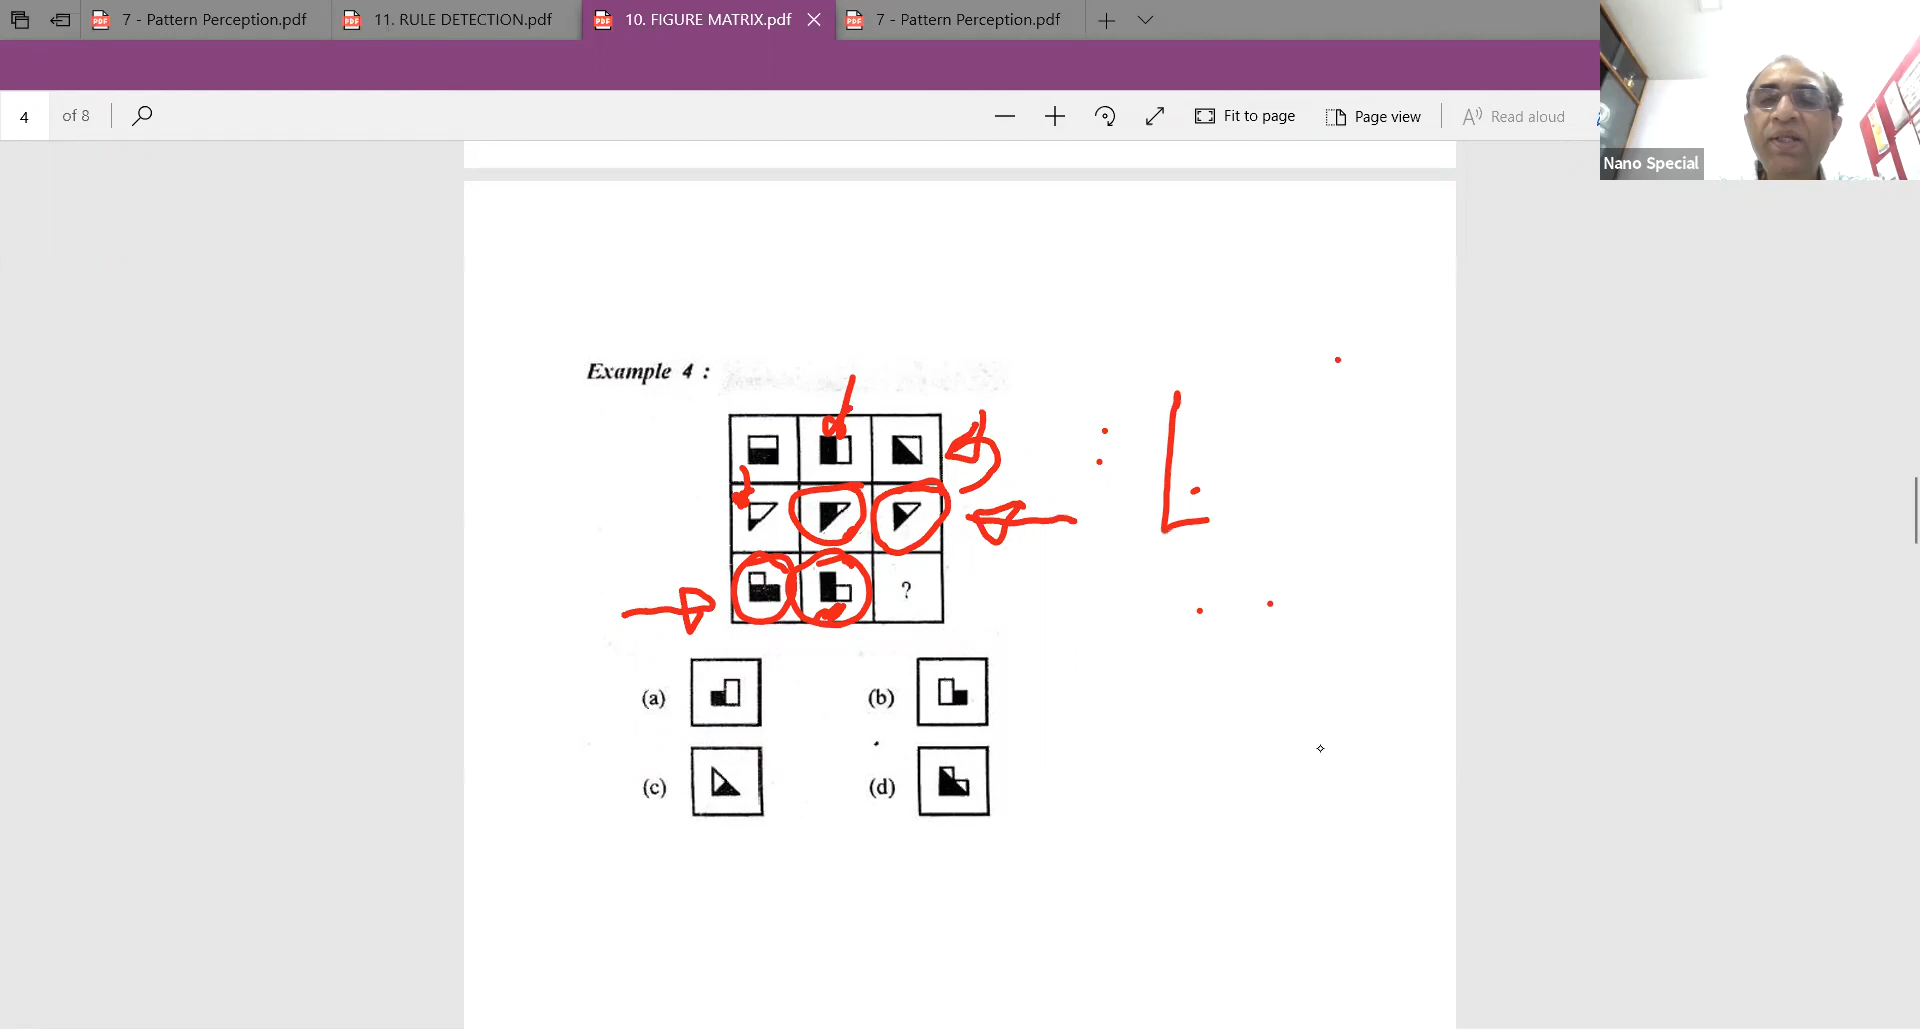 7 - Pattern Perception.pdf
11. RULE DETECTION.pdf
10. FIGURE MATRIX.pdf
7 - Pattern Perception.pdf
4 of 8
Fit to page
Page view
Read aloud
Nano Special
Example 4 :
?
(a)
(b)
(c)
(d)